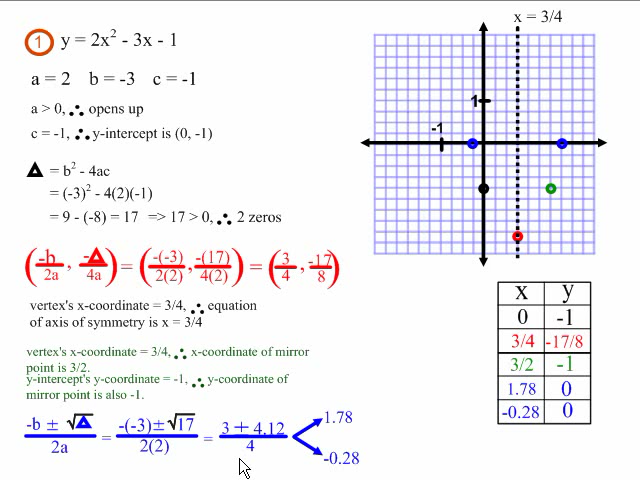 1 y = 2x² - 3x - 1
a = 2 b = -3 c = -1
a > 0, ∴ opens up
c = -1, ∴ y-intercept is (0, -1)
Δ = b² - 4ac
= (-3)² - 4(2)(-1)
= 9 - (-8) = 17 => 17 > 0, ∴ 2 zeros
(-b/2a, -Δ/4a) = (-(-3)/2(2), -(17)/4(2)) = (3/4, -17/8)
vertex's x-coordinate = 3/4, ∴ equation
of axis of symmetry is x = 3/4
vertex's x-coordinate = 3/4, ∴ x-coordinate of mirror
point is 3/2.
y-intercept's y-coordinate = -1, ∴ y-coordinate of
mirror point is also -1.
-b ± √Δ / 2a = -(-3) ± √17 / 2(2) = 3 ± 4.12 / 4
1.78
-0.28
x = 3/4
1
-1
x y
0 -1
3/4 -17/8
3/2 -1
1.78 0
-0.28 0